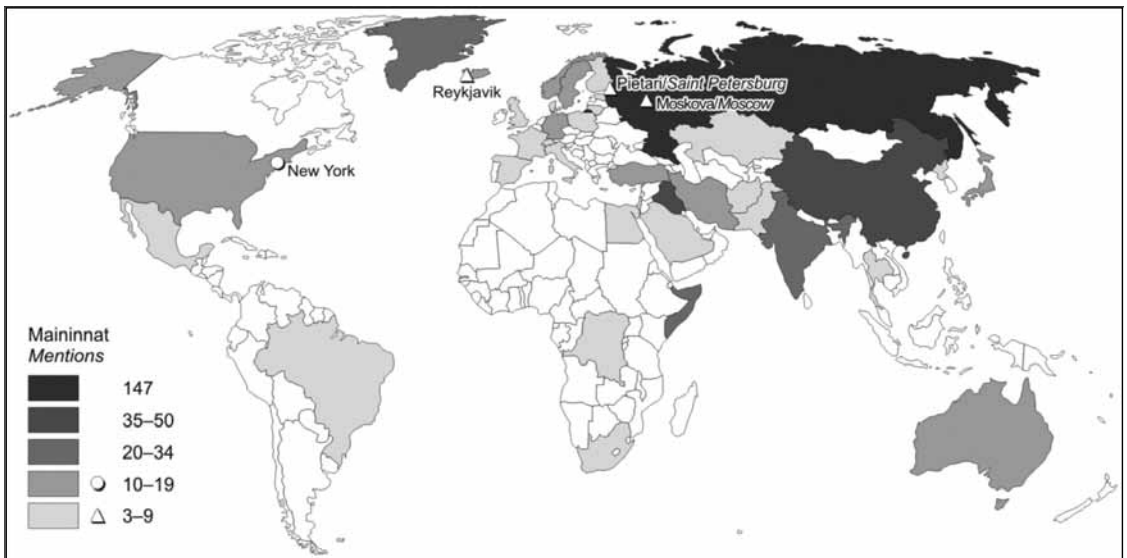 Pietari/Saint Petersburg
Moskova/Moscow
Reykjavik
New York
Maininnat
Mentions
147
35–50
20–34
10–19
3–9